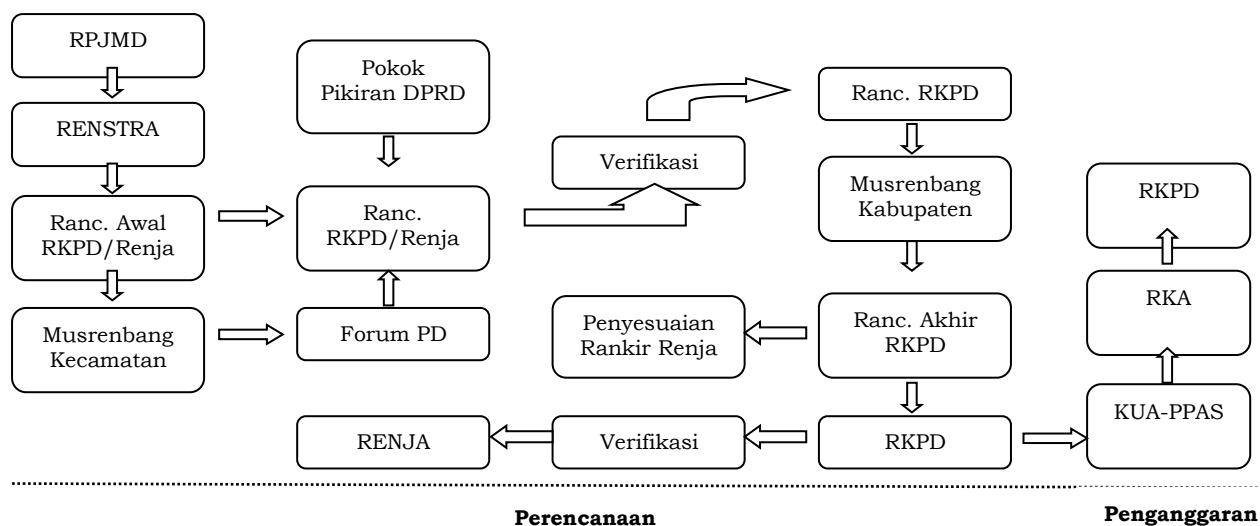 RPJMD
RENSTRA
Ranc. Awal
RKPD/Renja
Musrenbang
Kecamatan
Pokok
Pikiran DPRD
Ranc.
RKPD/Renja
Forum PD
RENJA
Verifikasi
Penyesuaian
Rankir Renja
Verifikasi
Ranc. RKPD
Musrenbang
Kabupaten
Ranc. Akhir
RKPD
RKPD
RKPD
RKA
KUA-PPAS
Perencanaan
Penganggaran